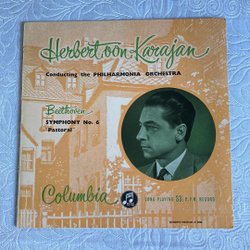 Herbert von Karajan
Conducting the PHILHARMONIA ORCHESTRA
Beethoven
SYMPHONY No. 6
'Pastoral'
Columbia
LONG PLAYING 33⅓ R.P.M. RECORD